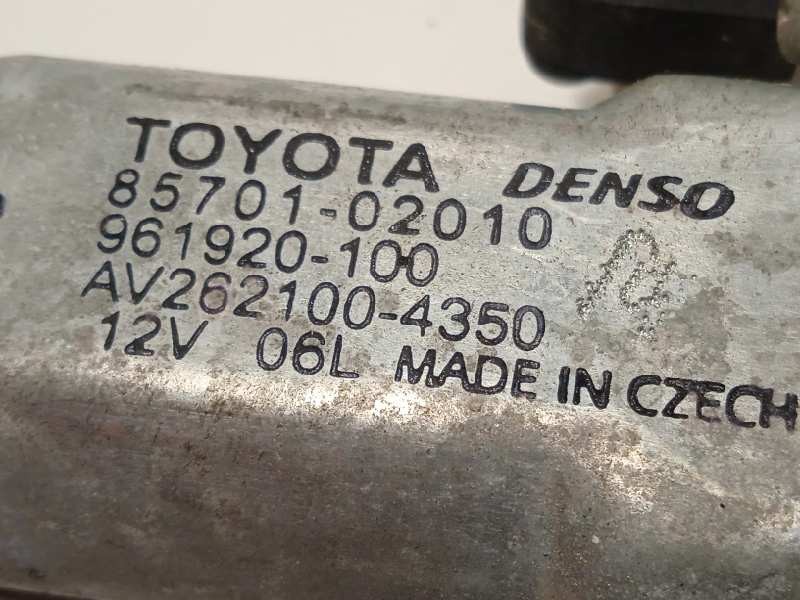 TOYOTA DENSO
85701-02010
961920-100
AV262100-4350
12V 06L MADE IN CZECH